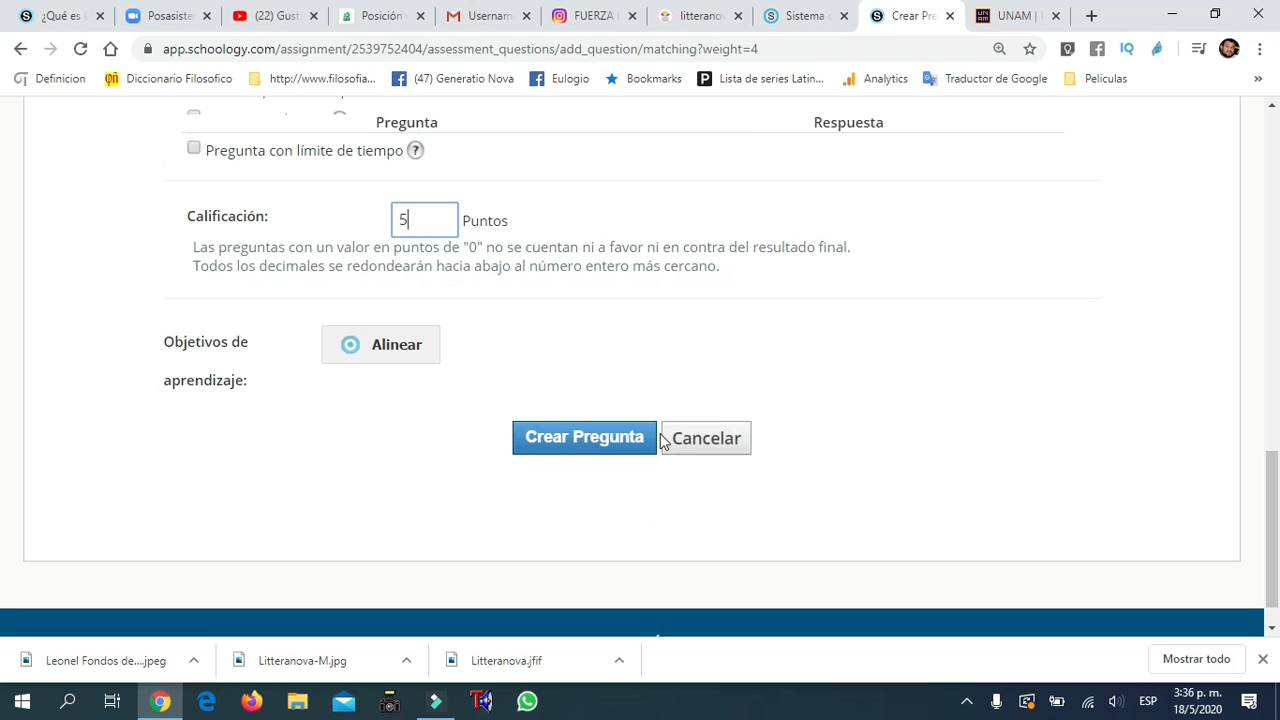 ¿Qué es l
Posasiste
(23) Gust
Posición
Usernam
FUERZA
litteranov
Sistema
Crear Pre
UNAM |
app.schoology.com/assignment/2539752404/assessment_questions/add_question/matching?weight=4
Definicion
Diccionario Filosofico
http://www.filosofia...
(47) Generatio Nova
Eulogio
Bookmarks
Lista de series Latin...
Analytics
Traductor de Google
Películas
»
Pregunta
Respuesta
Pregunta con límite de tiempo ?
Calificación:
5
Puntos
Las preguntas con un valor en puntos de "0" no se cuentan ni a favor ni en contra del resultado final.
Todos los decimales se redondearán hacia abajo al número entero más cercano.
Objetivos de
aprendizaje:
Alinear
Crear Pregunta
Cancelar
Leonel Fondos de....jpeg
Litteranova-M.jpg
Litteranova.jfif
Mostrar todo
ESP
3:36 p. m.
18/5/2020